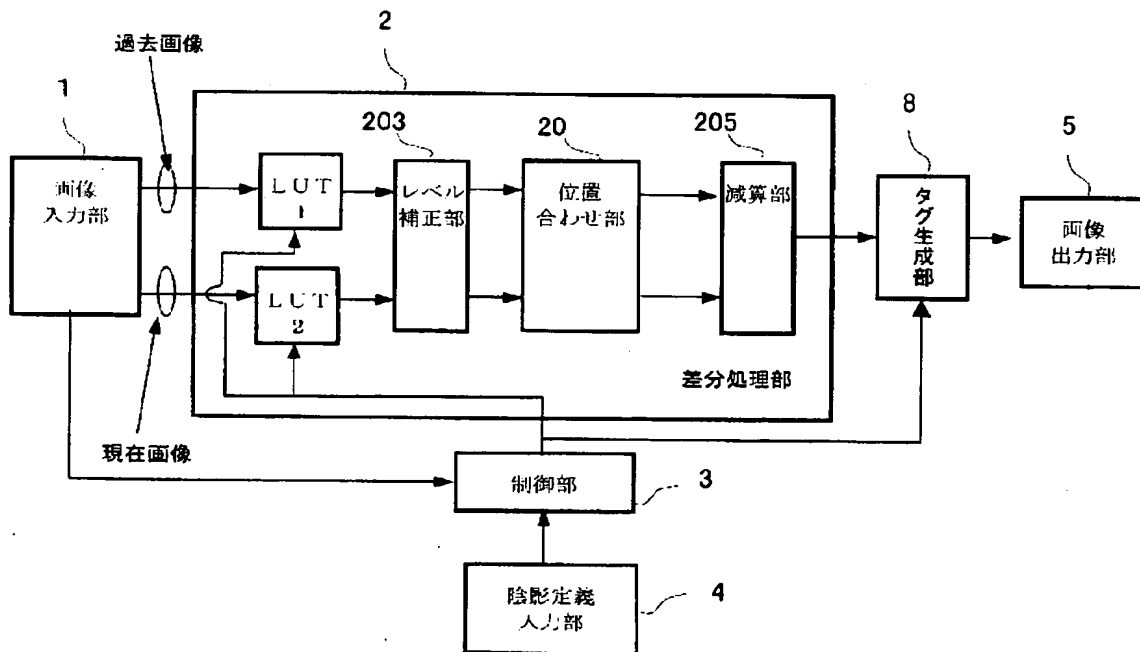 過去画像
2
1
203
20
205
8
5
画像
入力部
LUT
1
レベル
補正部
位置
合わせ部
減算部
タグ生成部
画像
出力部
LUT
2
差分処理部
現在画像
制御部
3
陰影定義
入力部
4